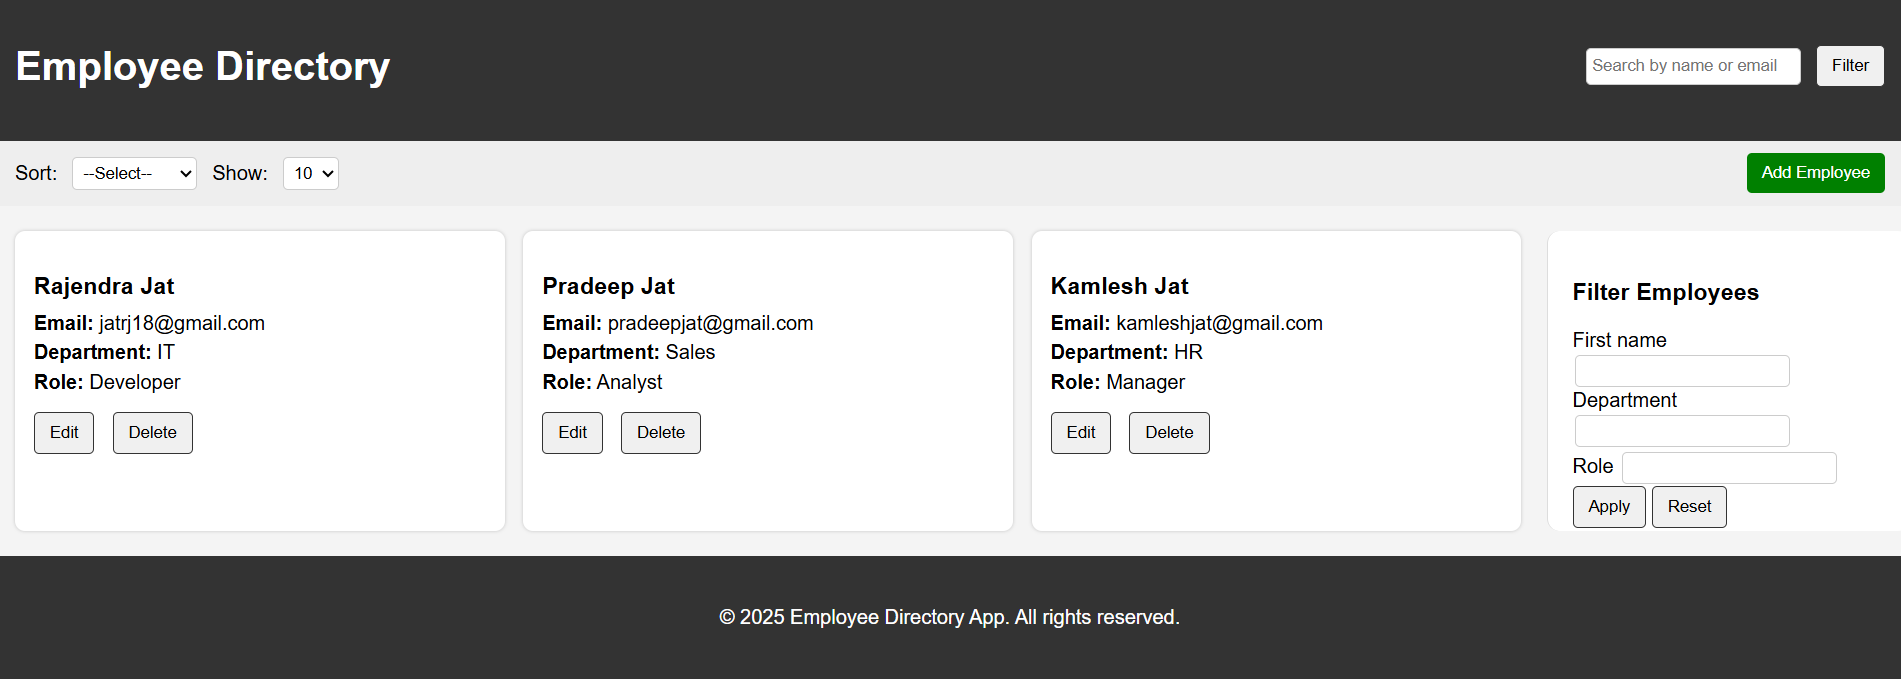 Employee Directory
Search by name or email
Filter
Sort: --Select-- Show: 10
Add Employee
Rajendra Jat
Email: jatrj18@gmail.com
Department: IT
Role: Developer
Edit Delete
Pradeep Jat
Email: pradeepjat@gmail.com
Department: Sales
Role: Analyst
Edit Delete
Kamlesh Jat
Email: kamleshjat@gmail.com
Department: HR
Role: Manager
Edit Delete
Filter Employees
First name
Department
Role
Apply Reset
© 2025 Employee Directory App. All rights reserved.